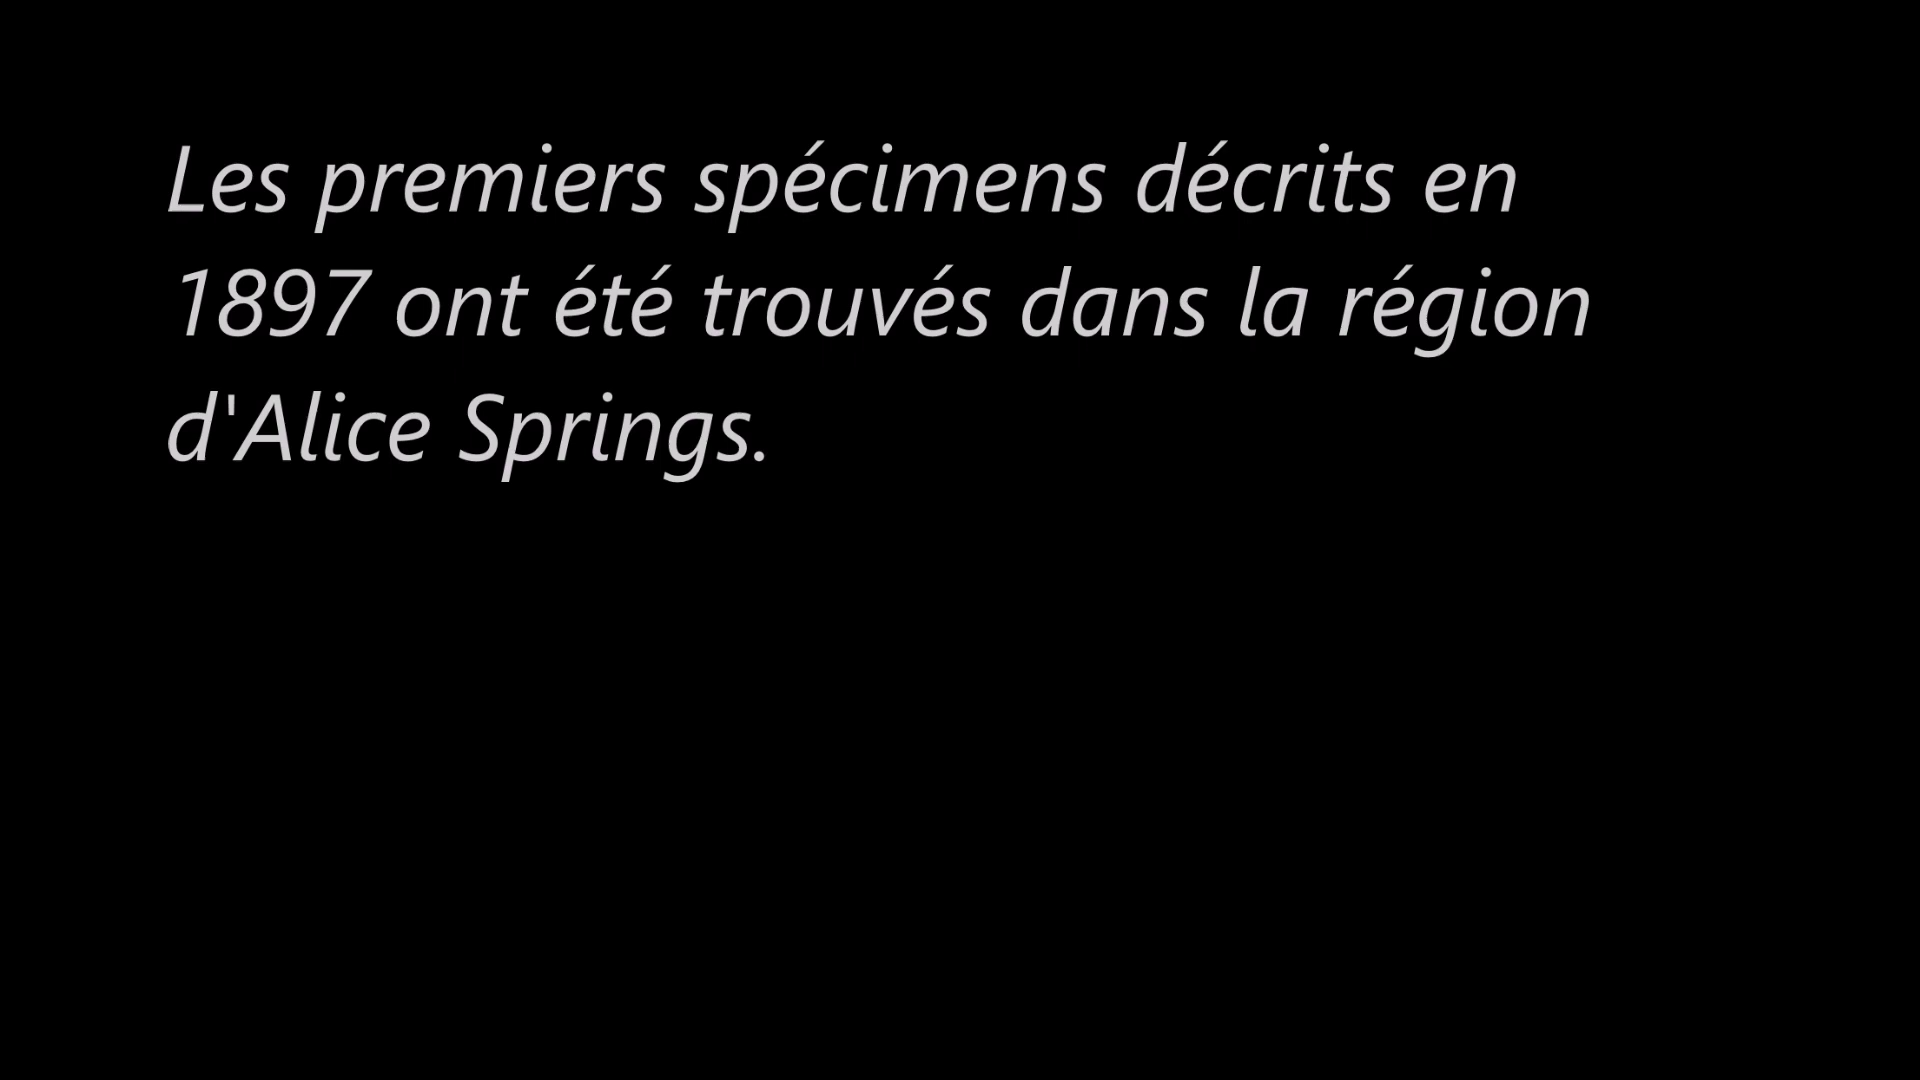 Les premiers spécimens décrits en
1897 ont été trouvés dans la région
d'Alice Springs.